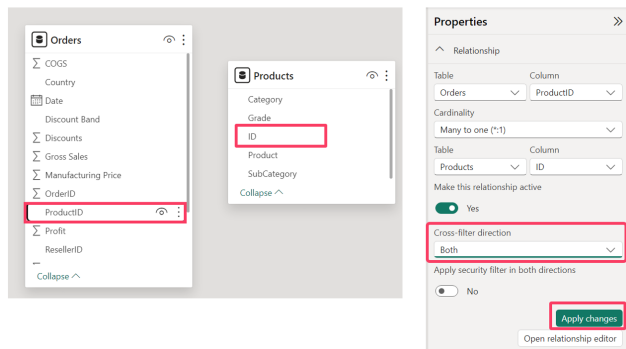 Orders
COGS
Country
Date
Discount Band
Discounts
Gross Sales
Manufacturing Price
OrderID
ProductID
Profit
ResellerID
Collapse
Products
Category
Grade
ID
Product
SubCategory
Collapse
Properties
Relationship
Table Column
Orders ProductID
Cardinality
Many to one (*:1)
Table Column
Products ID
Make this relationship active
Yes
Cross-filter direction
Both
Apply security filter in both directions
No
Apply changes
Open relationship editor